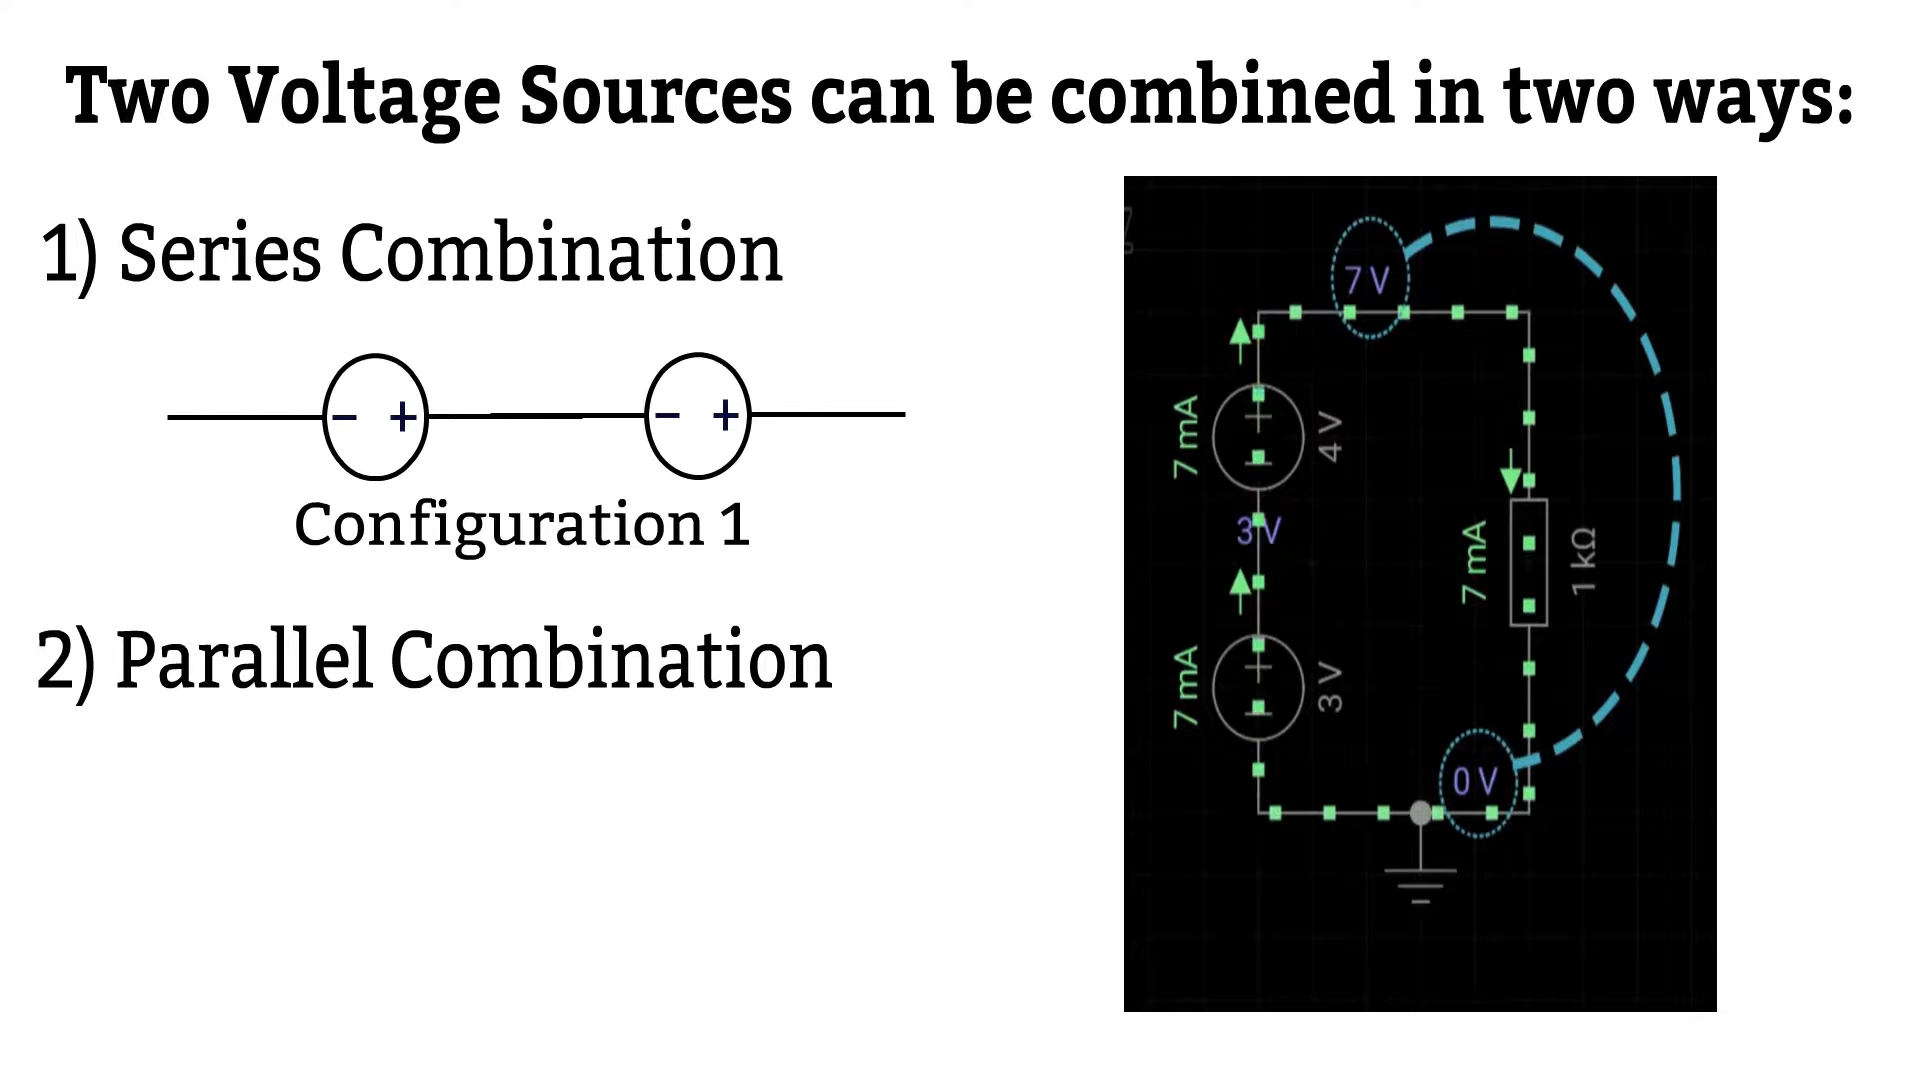 Two Voltage Sources can be combined in two ways:
1) Series Combination
− + − +
Configuration 1
2) Parallel Combination
7 V
7 mA
4 V
3 V
7 mA
1 kΩ
7 mA
3 V
0 V